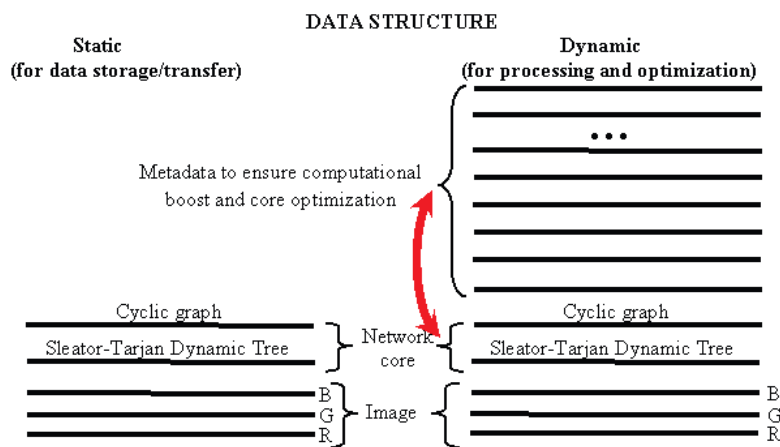 DATA STRUCTURE
Static
(for data storage/transfer)
Dynamic
(for processing and optimization)
• • •
Metadata to ensure computational
boost and core optimization
Cyclic graph
Sleator-Tarjan Dynamic Tree
Network
core
Cyclic graph
Sleator-Tarjan Dynamic Tree
B
G
R
Image
B
G
R